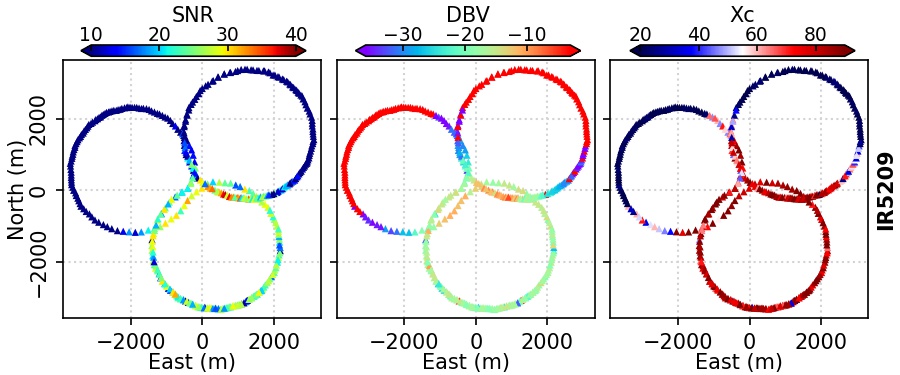 SNR DBV Xc
10 20 30 40 −30 −20 −10 20 40 60 80
2000
0
−2000
North (m)
−2000 0 2000 −2000 0 2000 −2000 0 2000
East (m) East (m) East (m)
IR5209